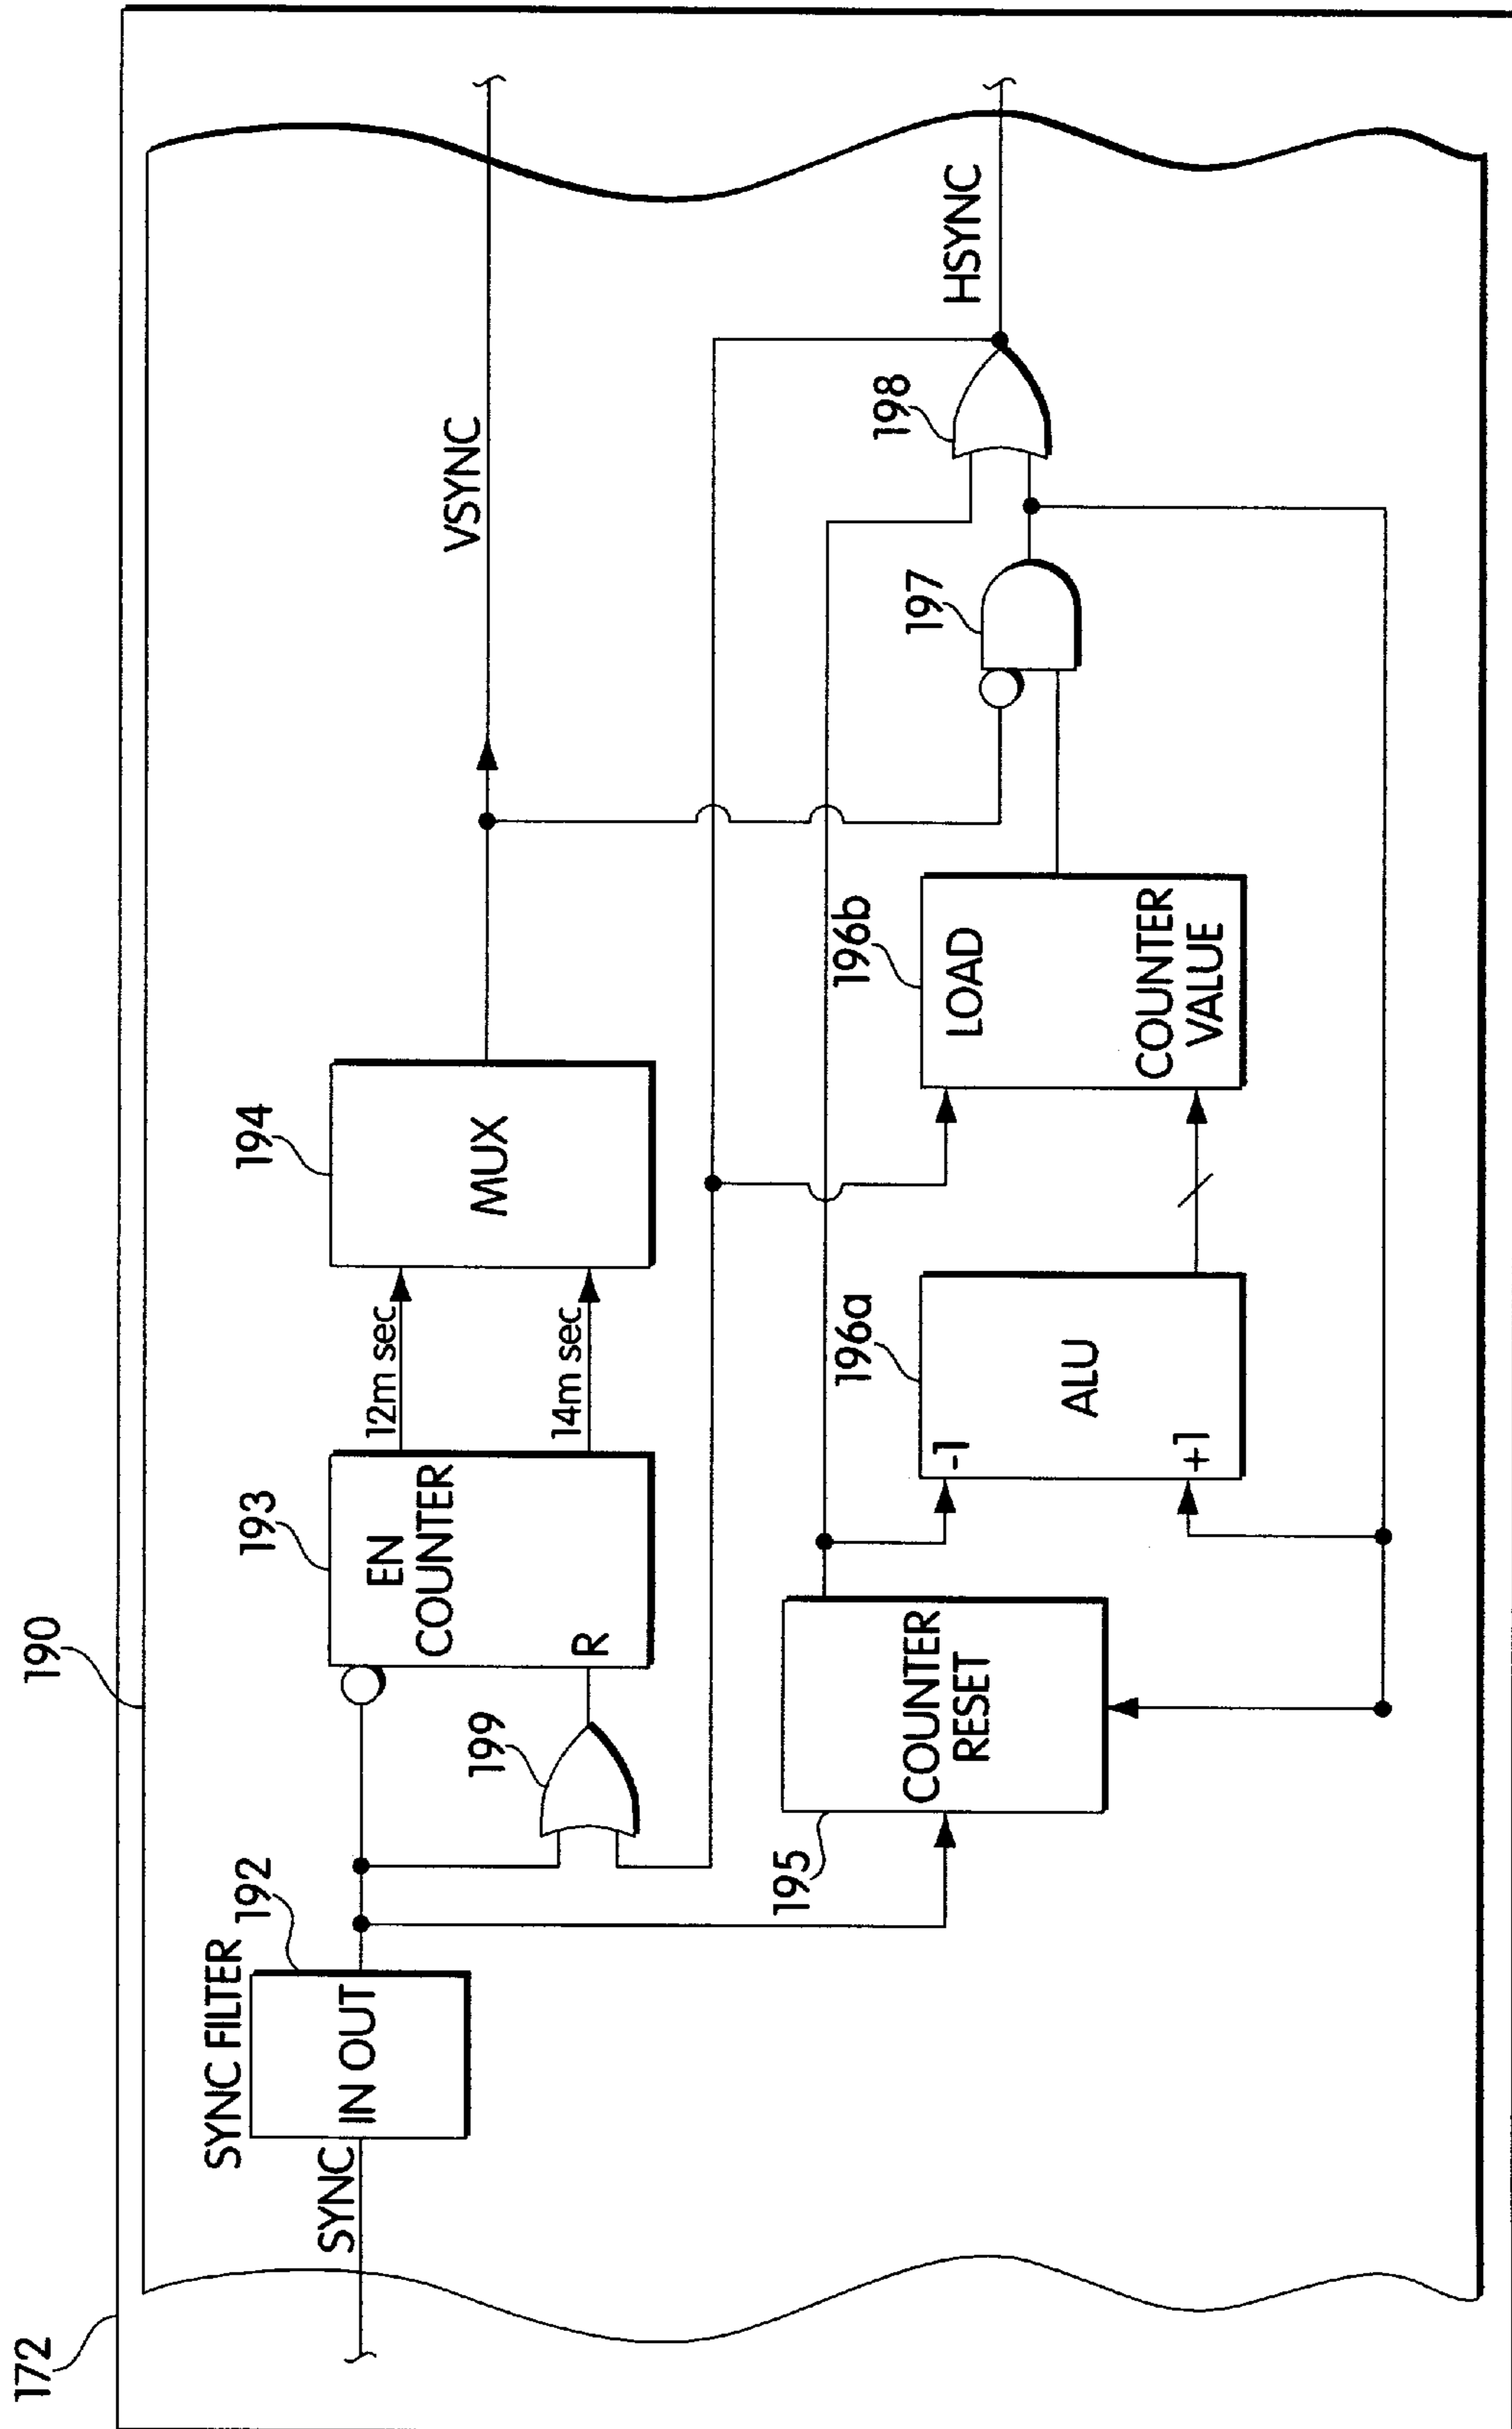 172
190
SYNC FILTER
192
SYNC
IN OUT
193
EN
COUNTER
R
12m sec
14m sec
194
MUX
VSYNC
199
195
COUNTER
RESET
196a
-1
ALU
+1
196b
LOAD
COUNTER
VALUE
197
198
HSYNC